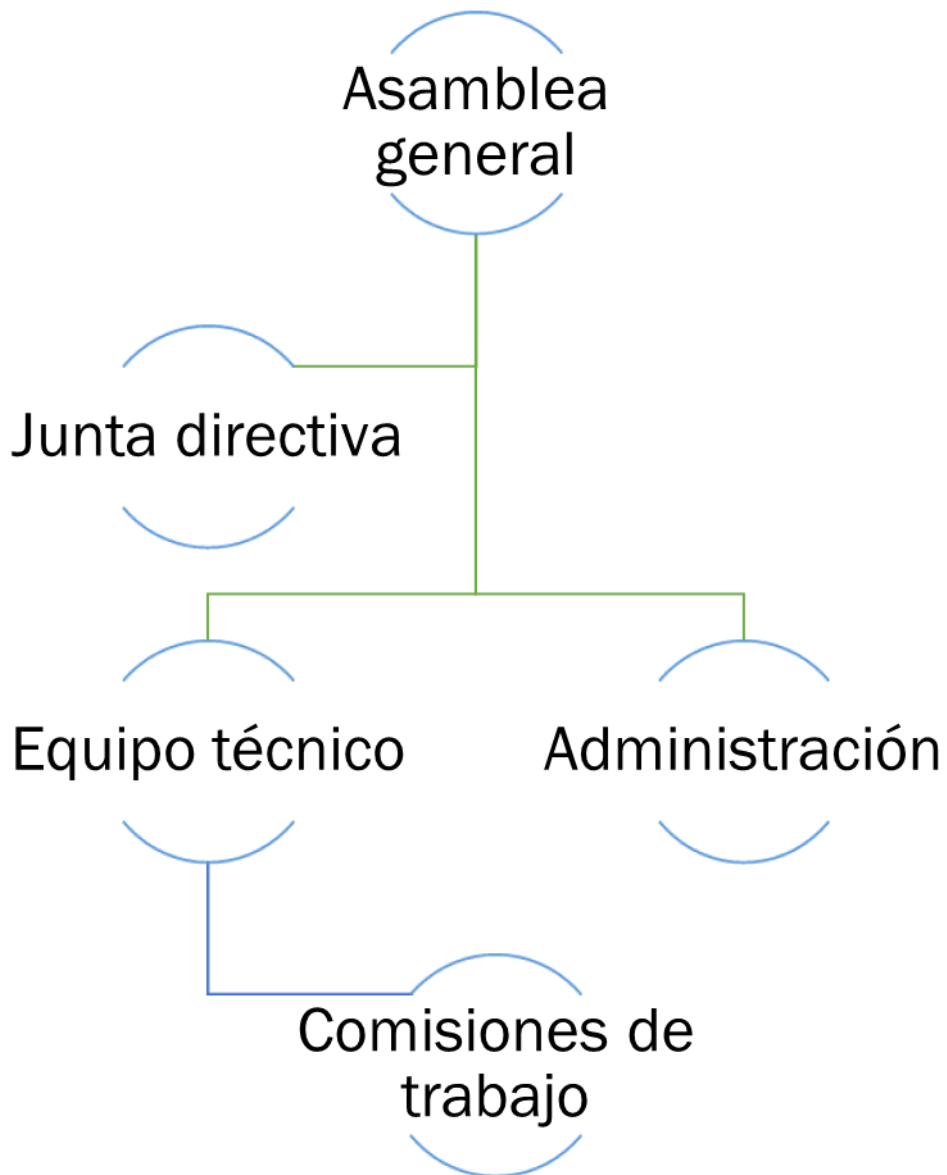 Asamblea
general
Junta directiva
Equipo técnico
Administración
Comisiones de
trabajo